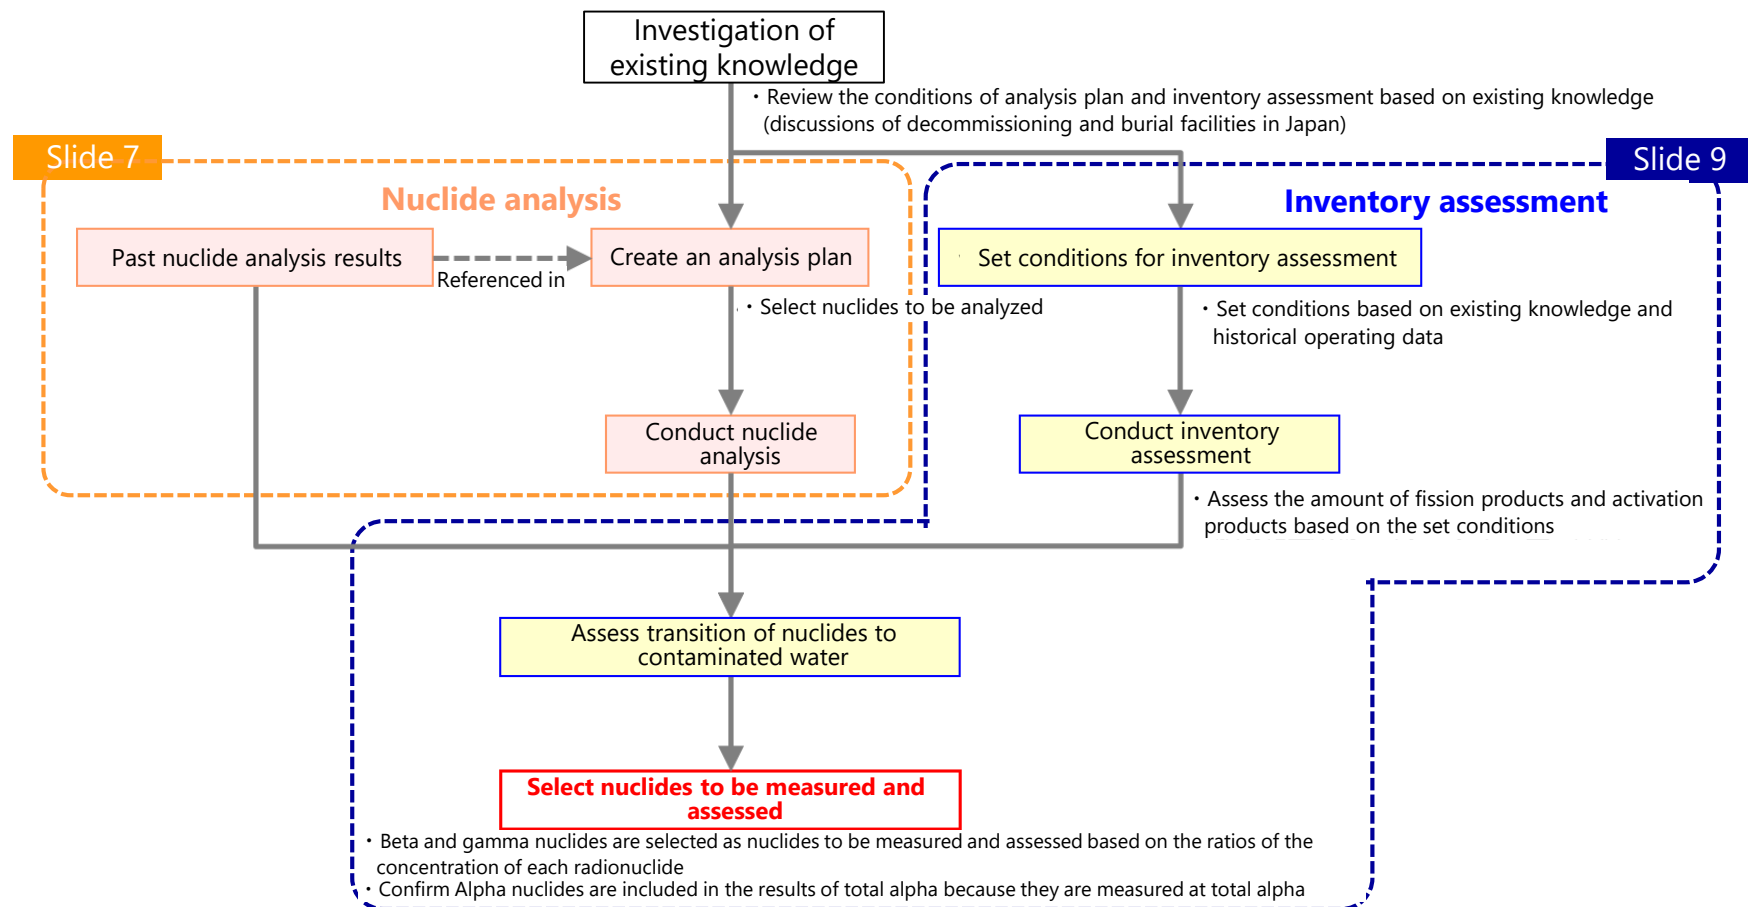 Investigation of
existing knowledge
・Review the conditions of analysis plan and inventory assessment based on existing knowledge
(discussions of decommissioning and burial facilities in Japan)
Slide 7
Slide 9
Nuclide analysis
Inventory assessment
Past nuclide analysis results
Referenced in
Create an analysis plan
Set conditions for inventory assessment
・Select nuclides to be analyzed
・Set conditions based on existing knowledge and
historical operating data
Conduct nuclide
analysis
Conduct inventory
assessment
・Assess the amount of fission products and activation
products based on the set conditions
Assess transition of nuclides to
contaminated water
Select nuclides to be measured and
assessed
・Beta and gamma nuclides are selected as nuclides to be measured and assessed based on the ratios of the
concentration of each radionuclide
・Confirm Alpha nuclides are included in the results of total alpha because they are measured at total alpha